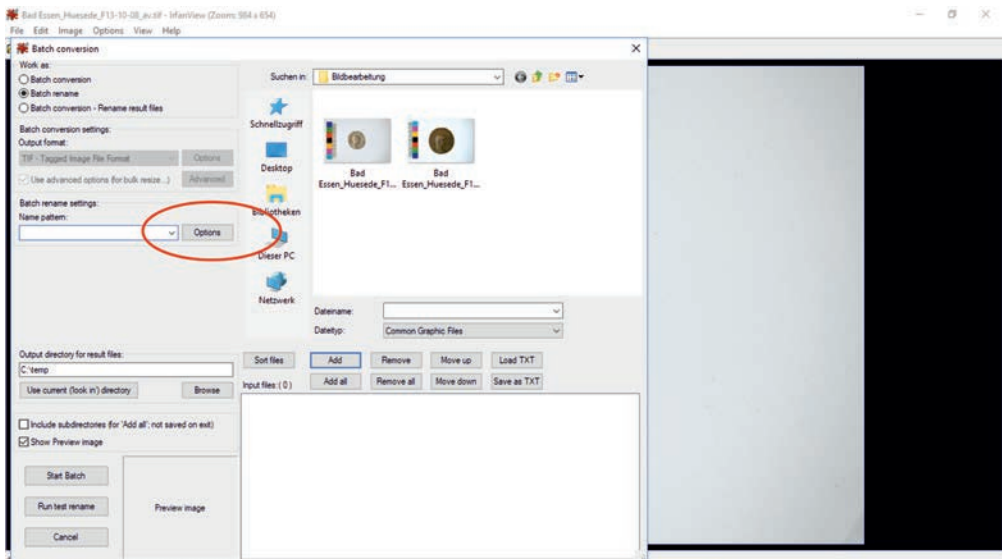 Bad Essen_Huesede_F13-10-08_av.tif - IrfanView (Zoom: 984 x 654)
File Edit Image Options View Help
Batch conversion
Work as:
Batch conversion
Batch rename
Batch conversion - Rename result files
Batch conversion settings:
Output format:
TIF - Tagged Image File Format
Options
Use advanced options (for bulk resize...)
Advanced
Batch rename settings:
Name pattern:
Options
Output directory for result files:
C:\temp
Use current ('look in') directory
Browse
Include subdirectories (for 'Add all'; not saved on exit)
Show Preview image
Start Batch
Run test rename
Cancel
Preview image
Suchen in:
Bildbearbeitung
Schnellzugriff
Desktop
Bibliotheken
Dieser PC
Netzwerk
Bad
Essen_Huesede_F1...
Bad
Essen_Huesede_F1...
Dateiname:
Dateityp:
Common Graphic Files
Sort files
Add
Remove
Move up
Load TXT
Input files: ( 0 )
Add all
Remove all
Move down
Save as TXT